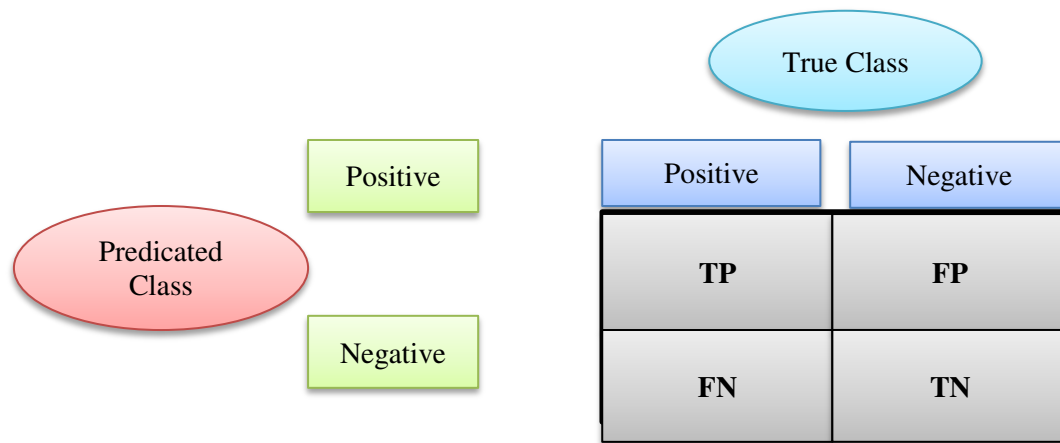 True Class
Positive
Positive
Negative
Predicated
Class
TP
FP
Negative
FN
TN